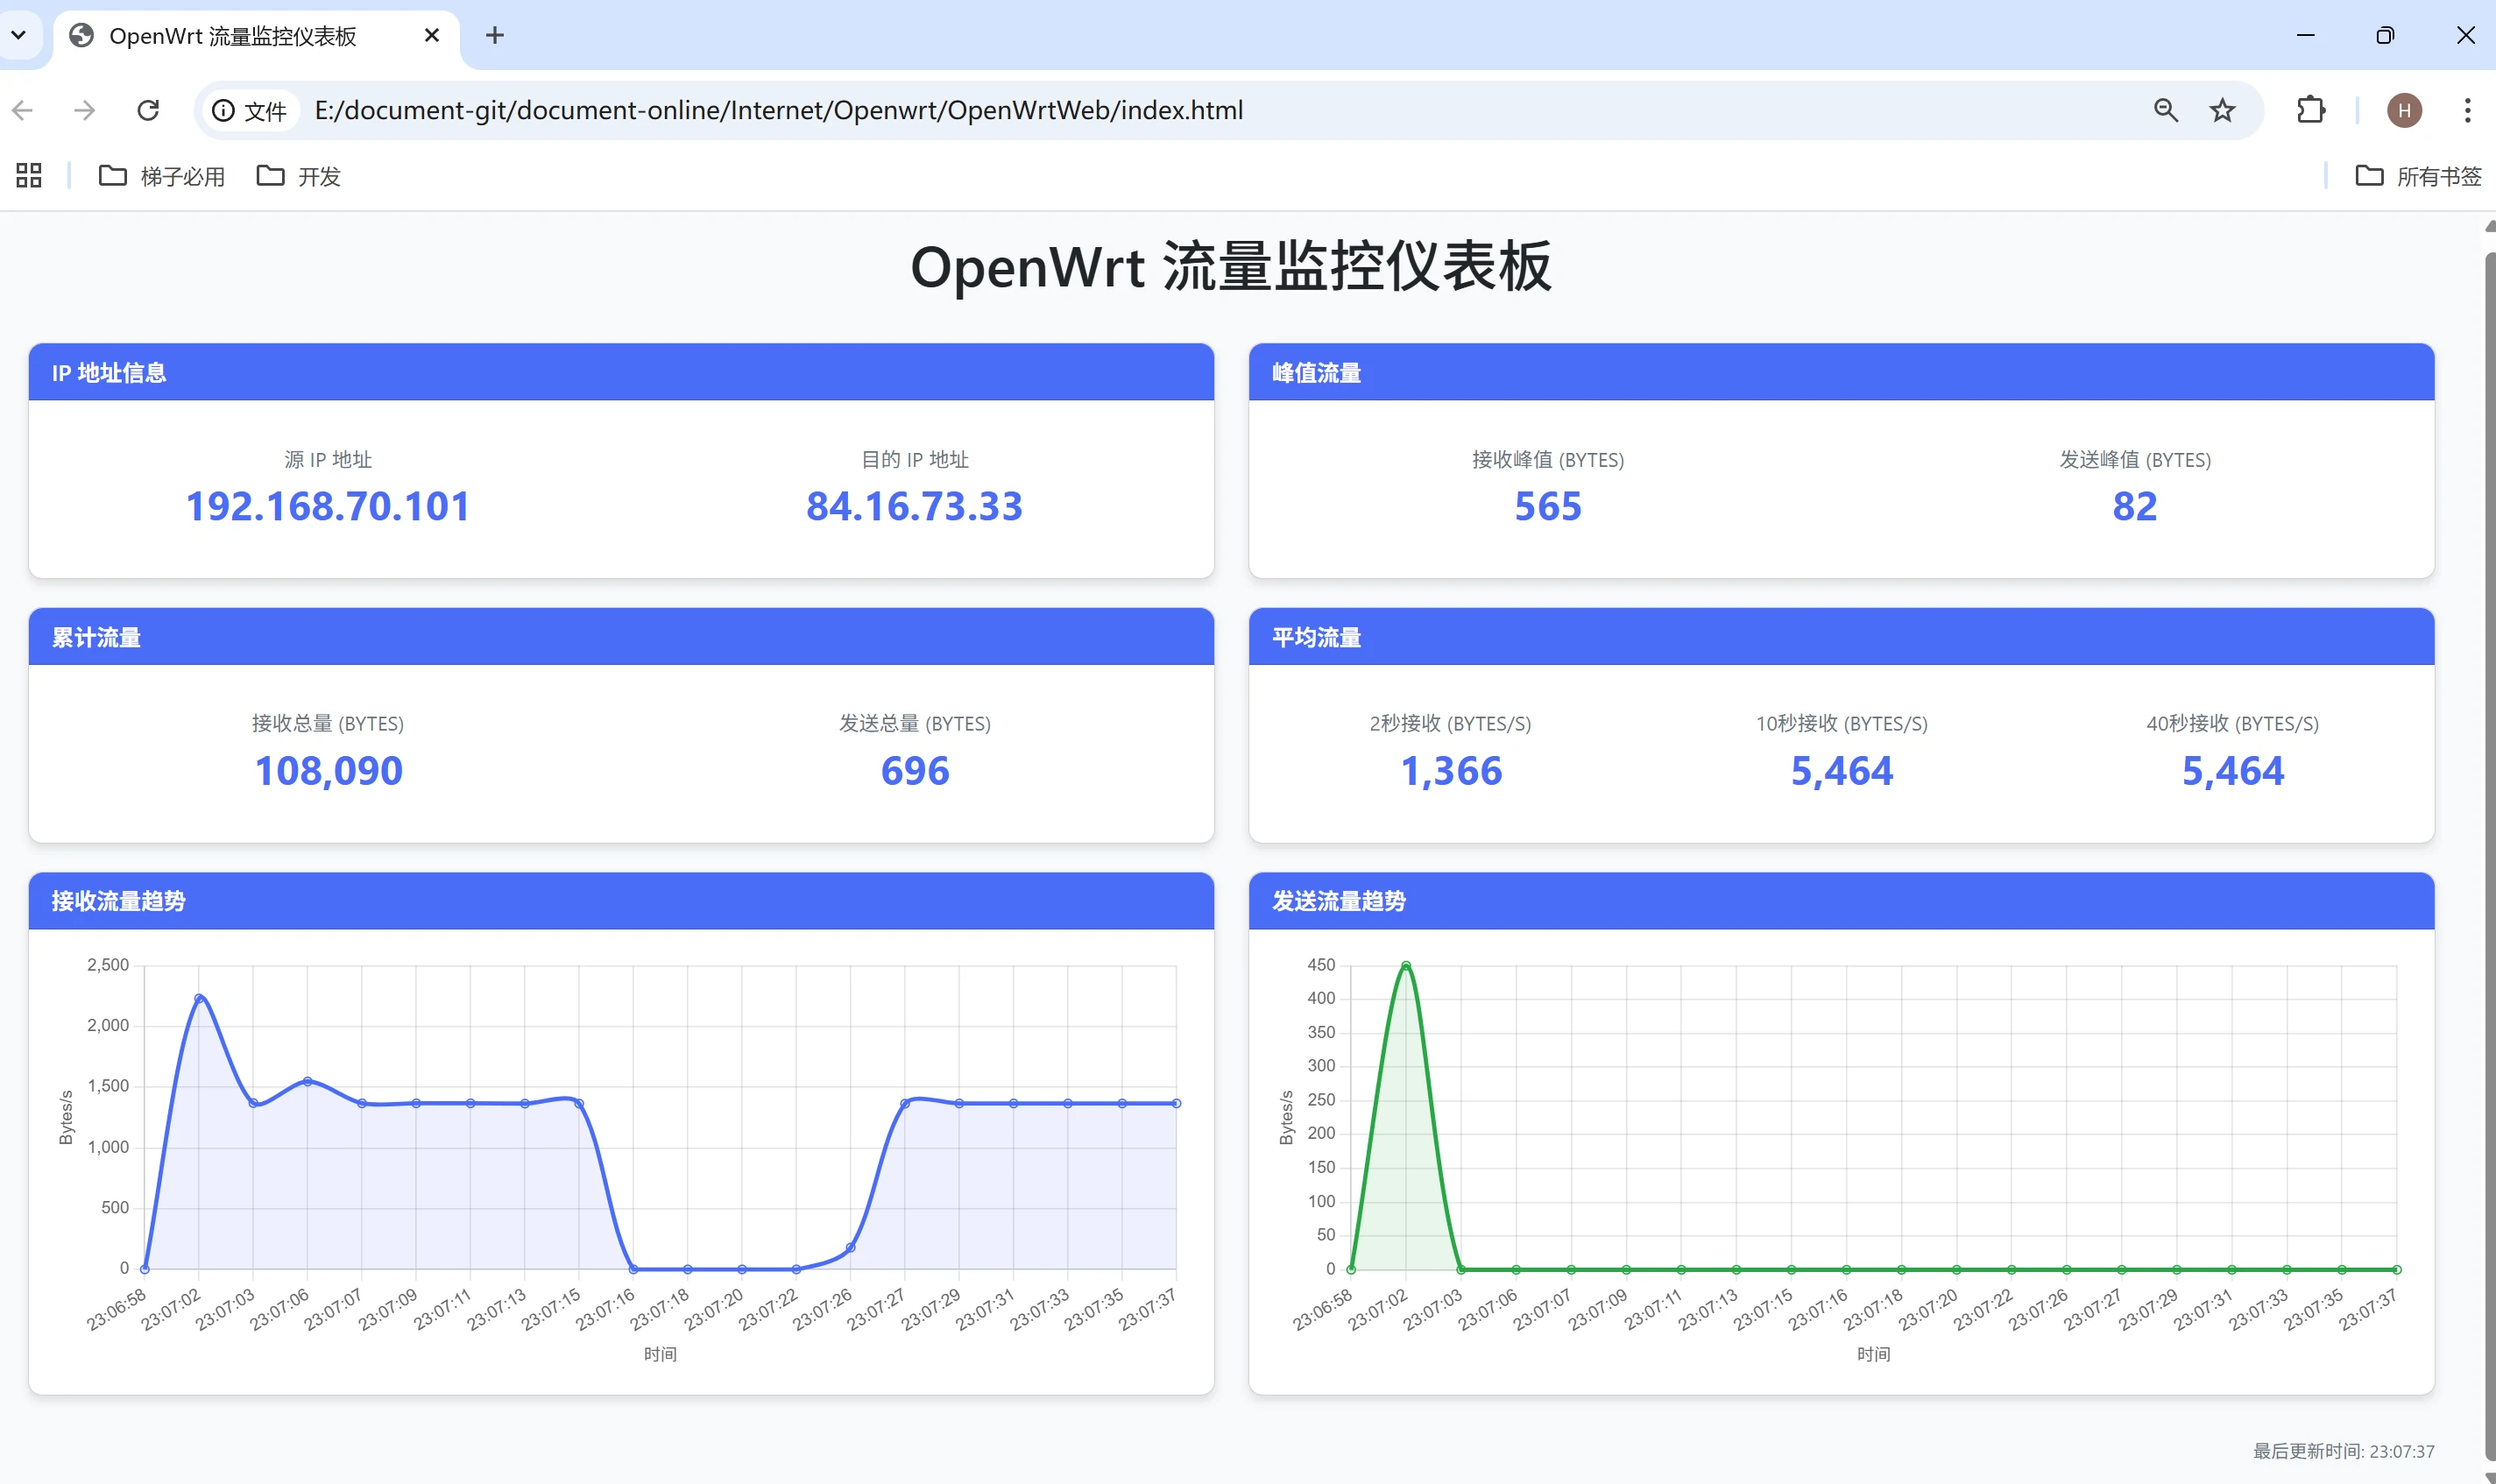 OpenWrt 流量监控仪表板
文件 E:/document-git/document-online/Internet/Openwrt/OpenWrtWeb/index.html
H
梯子必用 开发 所有书签
OpenWrt 流量监控仪表板
IP 地址信息
源 IP 地址 目的 IP 地址
192.168.70.101 84.16.73.33
峰值流量
接收峰值 (BYTES) 发送峰值 (BYTES)
565 82
累计流量
接收总量 (BYTES) 发送总量 (BYTES)
108,090 696
平均流量
2秒接收 (BYTES/S) 10秒接收 (BYTES/S) 40秒接收 (BYTES/S)
1,366 5,464 5,464
接收流量趋势
2,500
2,000
1,500
1,000
500
0
Bytes/s
23:06:58 23:07:02 23:07:03 23:07:06 23:07:07 23:07:09 23:07:11 23:07:13 23:07:15 23:07:16 23:07:18 23:07:20 23:07:22 23:07:26 23:07:27 23:07:29 23:07:31 23:07:33 23:07:35 23:07:37
时间
发送流量趋势
450
400
350
300
250
200
150
100
50
0
Bytes/s
23:06:58 23:07:02 23:07:03 23:07:06 23:07:07 23:07:09 23:07:11 23:07:13 23:07:15 23:07:16 23:07:18 23:07:20 23:07:22 23:07:26 23:07:27 23:07:29 23:07:31 23:07:33 23:07:35 23:07:37
时间
最后更新时间: 23:07:37